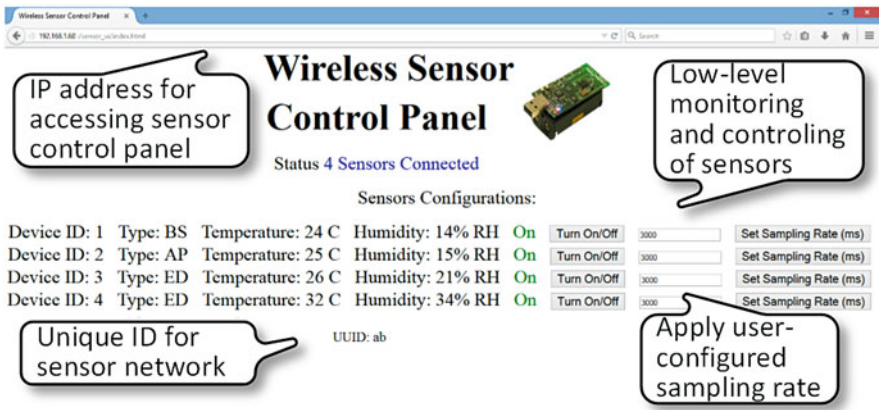 Wireless Sensor Control Panel
192.168.1.60 /sensor_ui/index.html
Search
IP address for
accessing sensor
control panel
Wireless Sensor
Control Panel
Low-level
monitoring
and controling
of sensors
Status 4 Sensors Connected
Sensors Configurations:
Device ID: 1 Type: BS Temperature: 24 C Humidity: 14% RH On Turn On/Off 3000 Set Sampling Rate (ms)
Device ID: 2 Type: AP Temperature: 25 C Humidity: 15% RH On Turn On/Off 3000 Set Sampling Rate (ms)
Device ID: 3 Type: ED Temperature: 26 C Humidity: 21% RH On Turn On/Off 3000 Set Sampling Rate (ms)
Device ID: 4 Type: ED Temperature: 32 C Humidity: 34% RH On Turn On/Off 3000 Set Sampling Rate (ms)
Unique ID for
sensor network
UUID: ab
Apply user-
configured
sampling rate